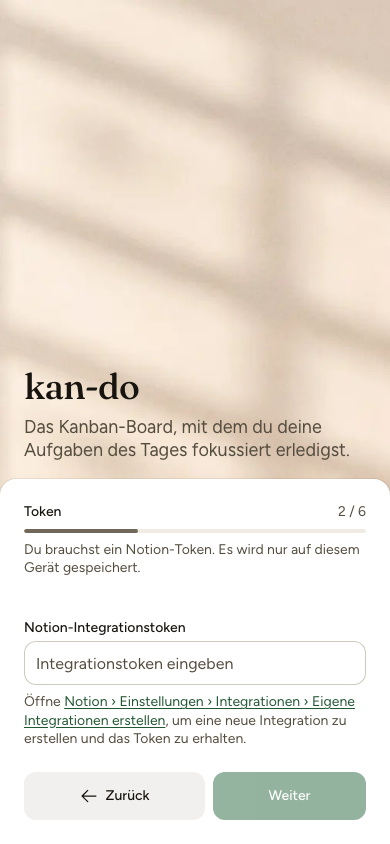 kan-do
Das Kanban-Board, mit dem du deine
Aufgaben des Tages fokussiert erledigst.
Token
2 / 6
Du brauchst ein Notion-Token. Es wird nur auf diesem
Gerät gespeichert.
Notion-Integrationstoken
Integrationstoken eingeben
Öffne Notion › Einstellungen › Integrationen › Eigene
Integrationen erstellen, um eine neue Integration zu
erstellen und das Token zu erhalten.
Zurück
Weiter